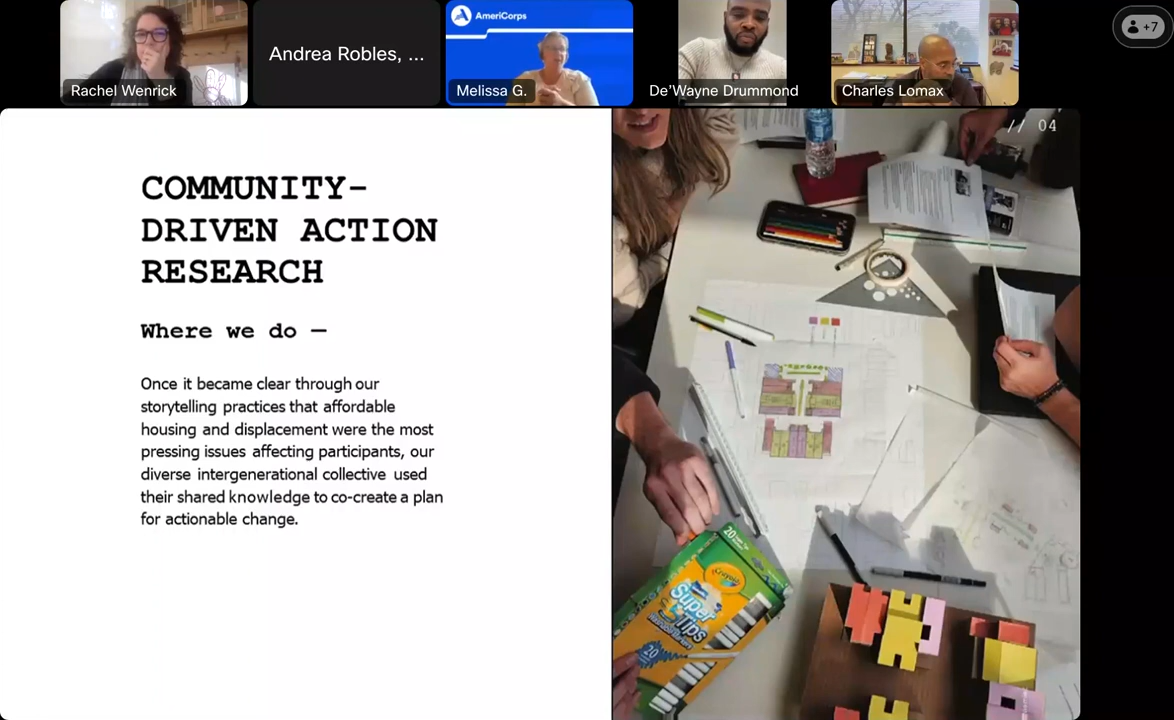 AmeriCorps
+7
Andrea Robles, ...
Rachel Wenrick
Melissa G.
De'Wayne Drummond
Charles Lomax
// 04
COMMUNITY-
DRIVEN ACTION
RESEARCH
Where we do —
Once it became clear through our
storytelling practices that affordable
housing and displacement were the most
pressing issues affecting participants, our
diverse intergenerational collective used
their shared knowledge to co-create a plan
for actionable change.
20
Crayola
Super
Tips
20